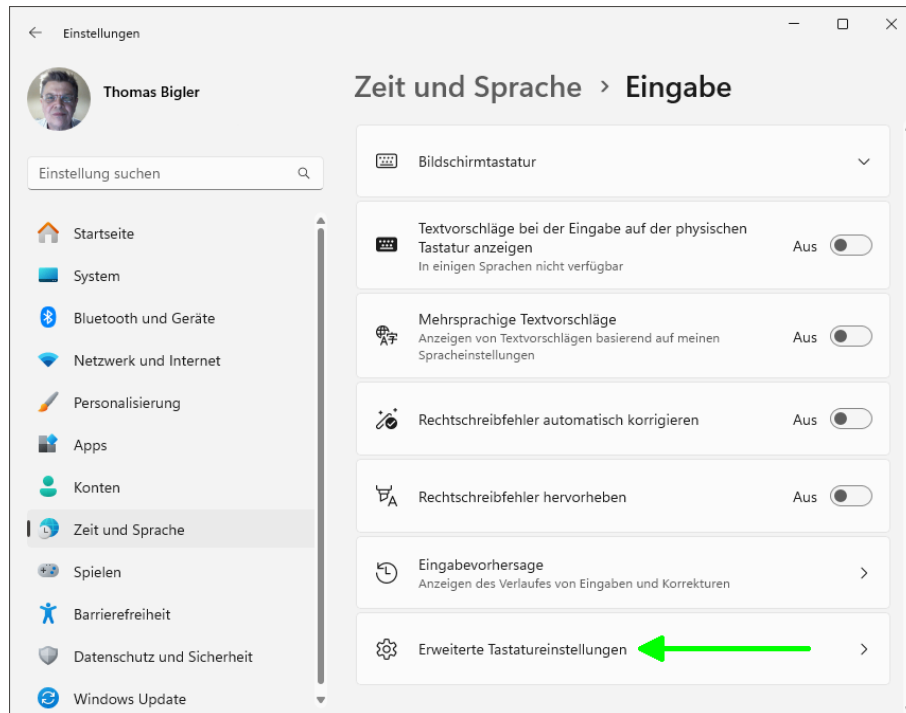 Einstellungen
Thomas Bigler
Einstellung suchen
Startseite
System
Bluetooth und Geräte
Netzwerk und Internet
Personalisierung
Apps
Konten
Zeit und Sprache
Spielen
Barrierefreiheit
Datenschutz und Sicherheit
Windows Update
Zeit und Sprache › Eingabe
Bildschirmtastatur
Textvorschläge bei der Eingabe auf der physischen
Tastatur anzeigen
In einigen Sprachen nicht verfügbar
Aus
Mehrsprachige Textvorschläge
Anzeigen von Textvorschlägen basierend auf meinen
Spracheinstellungen
Aus
Rechtschreibfehler automatisch korrigieren
Aus
Rechtschreibfehler hervorheben
Aus
Eingabevorhersage
Anzeigen des Verlaufes von Eingaben und Korrekturen
Erweiterte Tastatureinstellungen